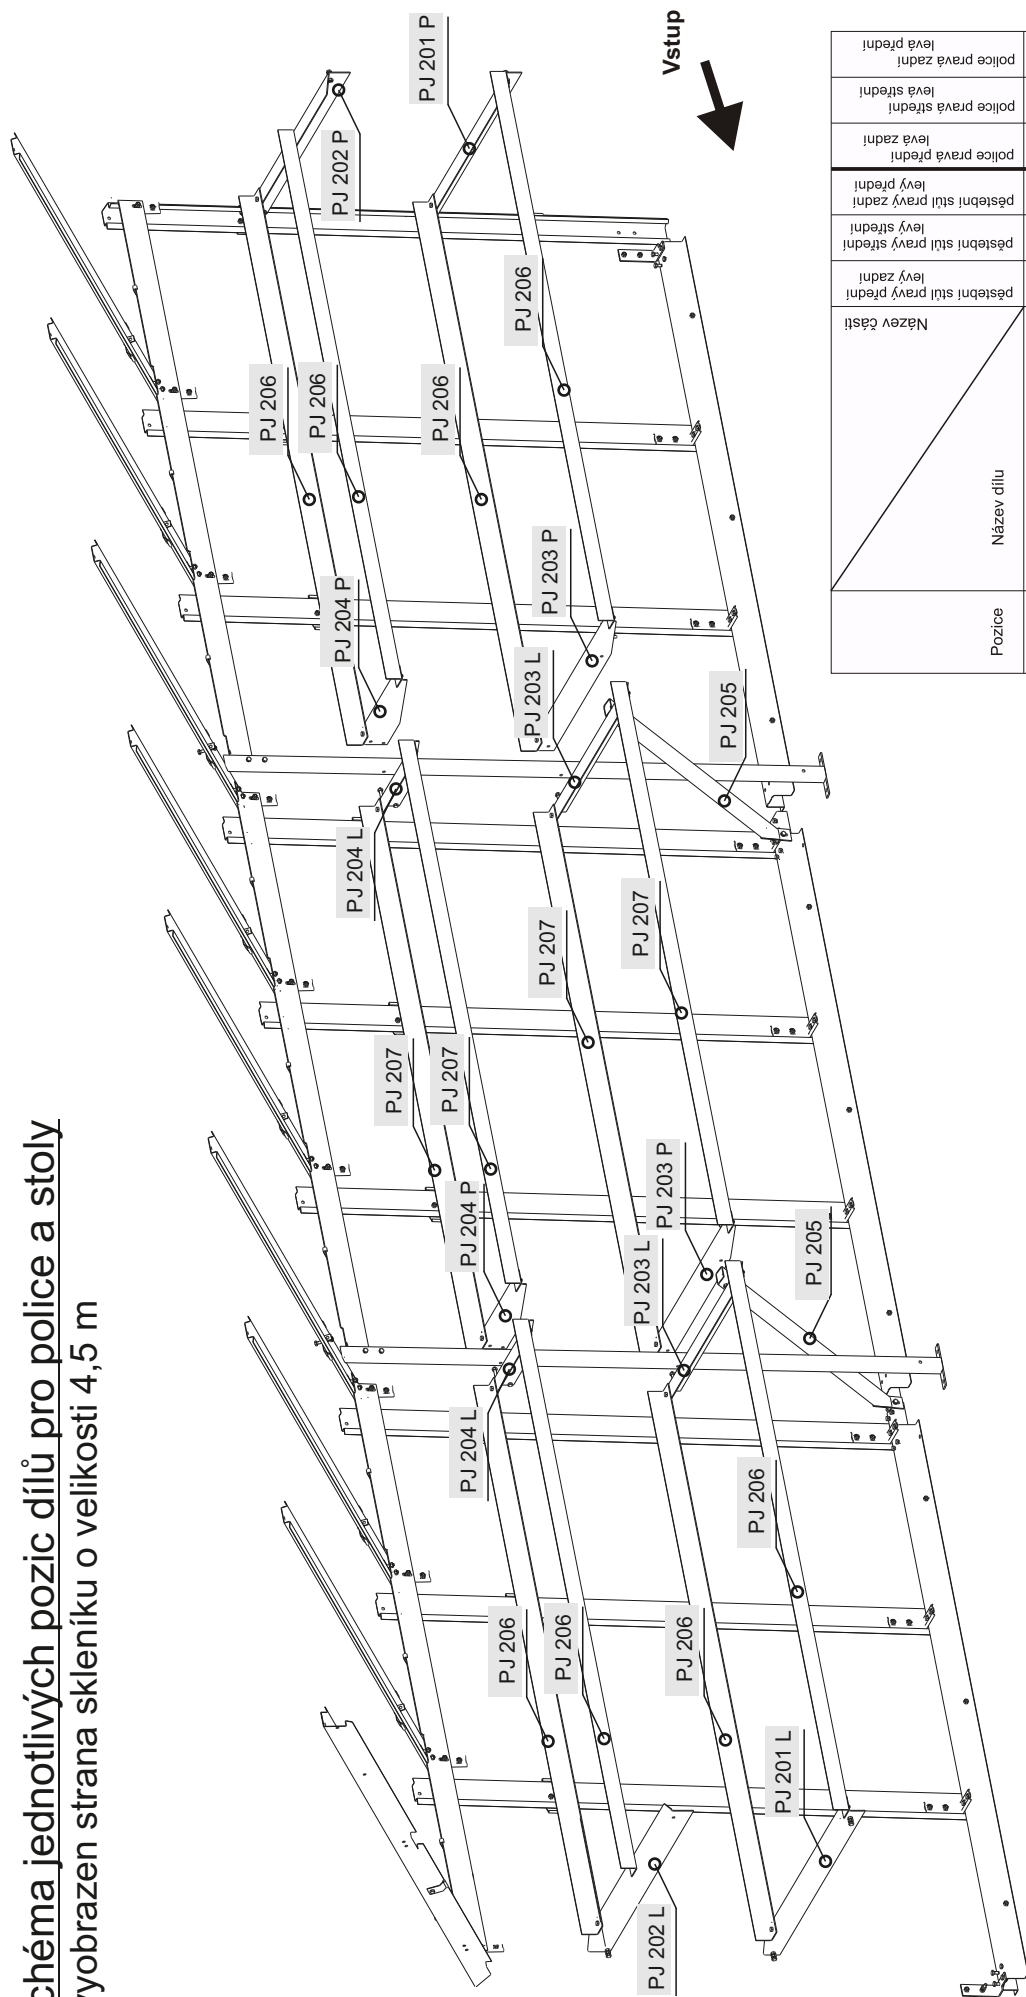 chéma jednotlivých pozic dílů pro police a stoly
yobrazen strana skleníku o velikosti 4,5 m
PJ 202 L
PJ 201 L
PJ 206
PJ 206
PJ 206
PJ 206
PJ 204 L
PJ 203 L
PJ 204 P
PJ 203 P
PJ 205
PJ 207
PJ 207
PJ 207
PJ 207
PJ 204 L
PJ 203 L
PJ 205
PJ 204 P
PJ 203 P
PJ 206
PJ 206
PJ 206
PJ 206
PJ 202 P
PJ 201 P
Vstup
Pozice
Název dílu
Název části
pěstební stůl pravý přední
levý zadní
pěstební stůl pravý střední
levý střední
pěstební stůl pravý zadní
levý přední
police pravá přední
levá zadní
police pravá střední
levá střední
police pravá zadní
levá přední